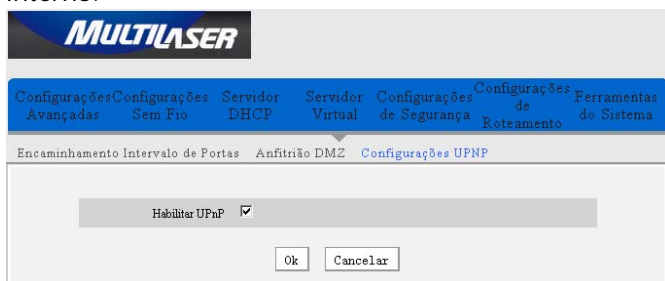 MULTILASER
Configurações Avançadas
Configurações Sem Fio
Servidor DHCP
Servidor Virtual
Configurações de Segurança
Configurações de Roteamento
Ferramentas do Sistema
Encaminhamento Intervalo de Portas Anfitrião DMZ Configurações UPNP
Habilitar UPnP
Ok Cancelar